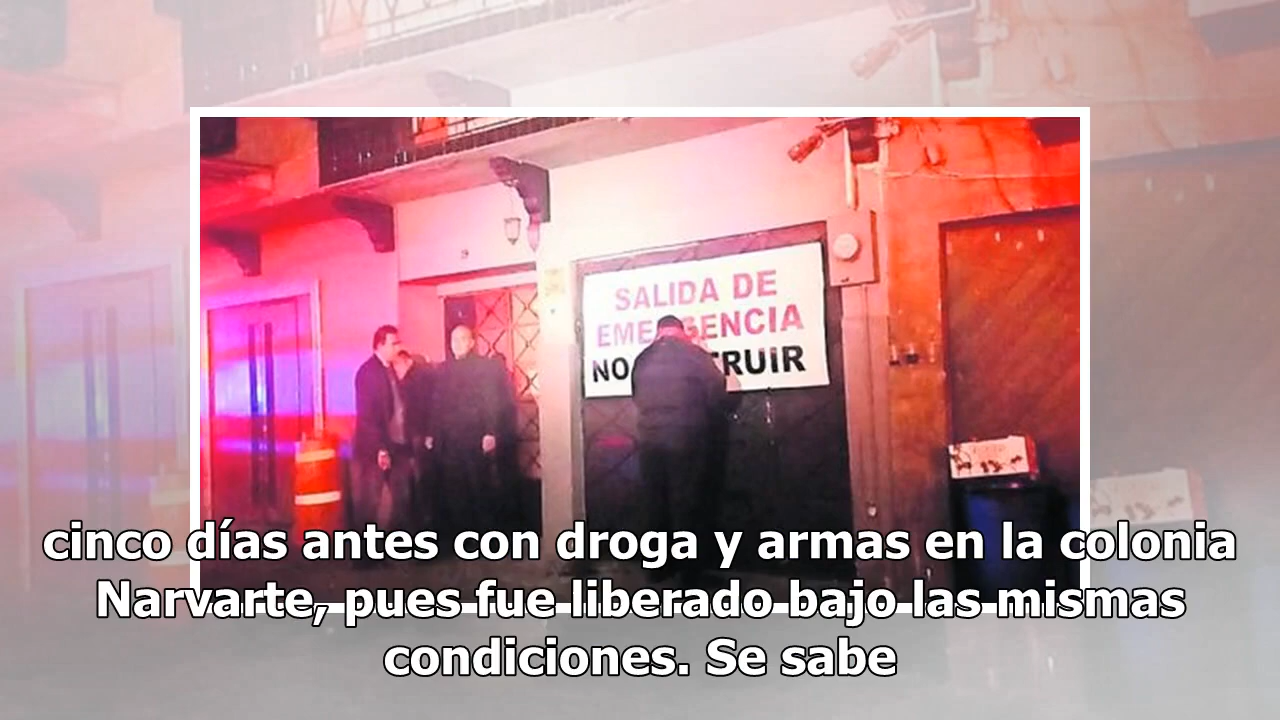 SALIDA DE
EMERGENCIA
NO RUIR
cinco días antes con droga y armas en la colonia
Narvarte, pues fue liberado bajo las mismas
condiciones. Se sabe